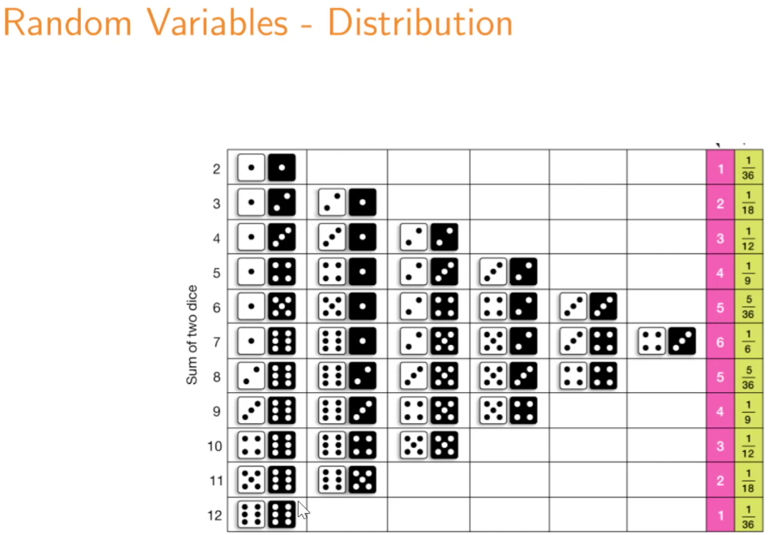 Random Variables - Distribution
Sum of two dice
2 1 1/36
3 2 1/18
4 3 1/12
5 4 1/9
6 5 5/36
7 6 1/6
8 5 5/36
9 4 1/9
10 3 1/12
11 2 1/18
12 1 1/36